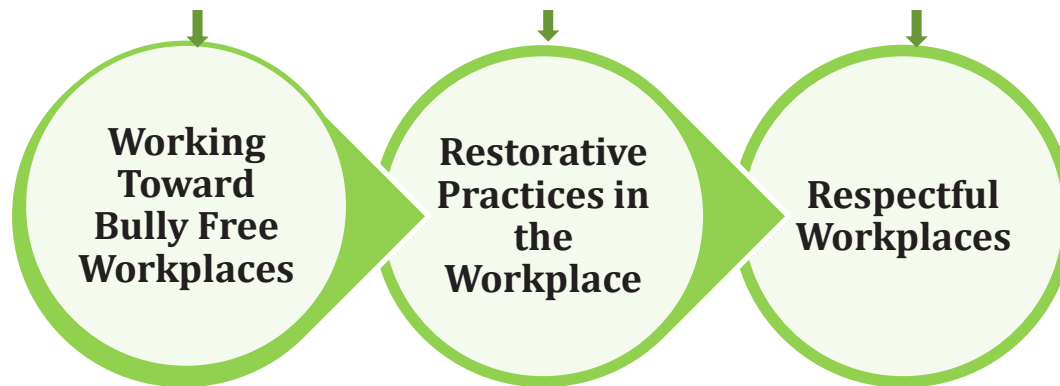 Working
Toward
Bully Free
Workplaces
Restorative
Practices in
the
Workplace
Respectful
Workplaces